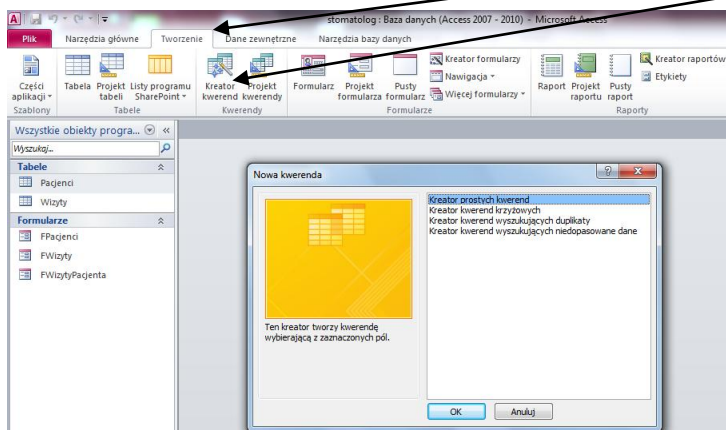 stomatolog : Baza danych (Access 2007 - 2010) - Microsoft Access
Plik Narzędzia główne Tworzenie Dane zewnętrzne Narzędzia bazy danych
Części aplikacji
Tabela
Projekt tabeli
Listy programu SharePoint
Kreator kwerend
Projekt kwerendy
Formularz
Projekt formularza
Pusty formularz
Kreator formularzy
Nawigacja
Więcej formularzy
Raport
Projekt raportu
Pusty raport
Kreator raportów
Etykiety
Szablony Tabele Kwerendy Formularze Raporty
Wszystkie obiekty progra...
Wyszukaj...
Tabele
Pacjenci
Wizyty
Formularze
FPacjenci
FWizyty
FWizytyPacjenta
Nowa kwerenda
Kreator prostych kwerend
Kreator kwerend krzyżowych
Kreator kwerend wyszukujących duplikaty
Kreator kwerend wyszukujących niedopasowane dane
Ten kreator tworzy kwerendę
wybierającą z zaznaczonych pól.
OK Anuluj